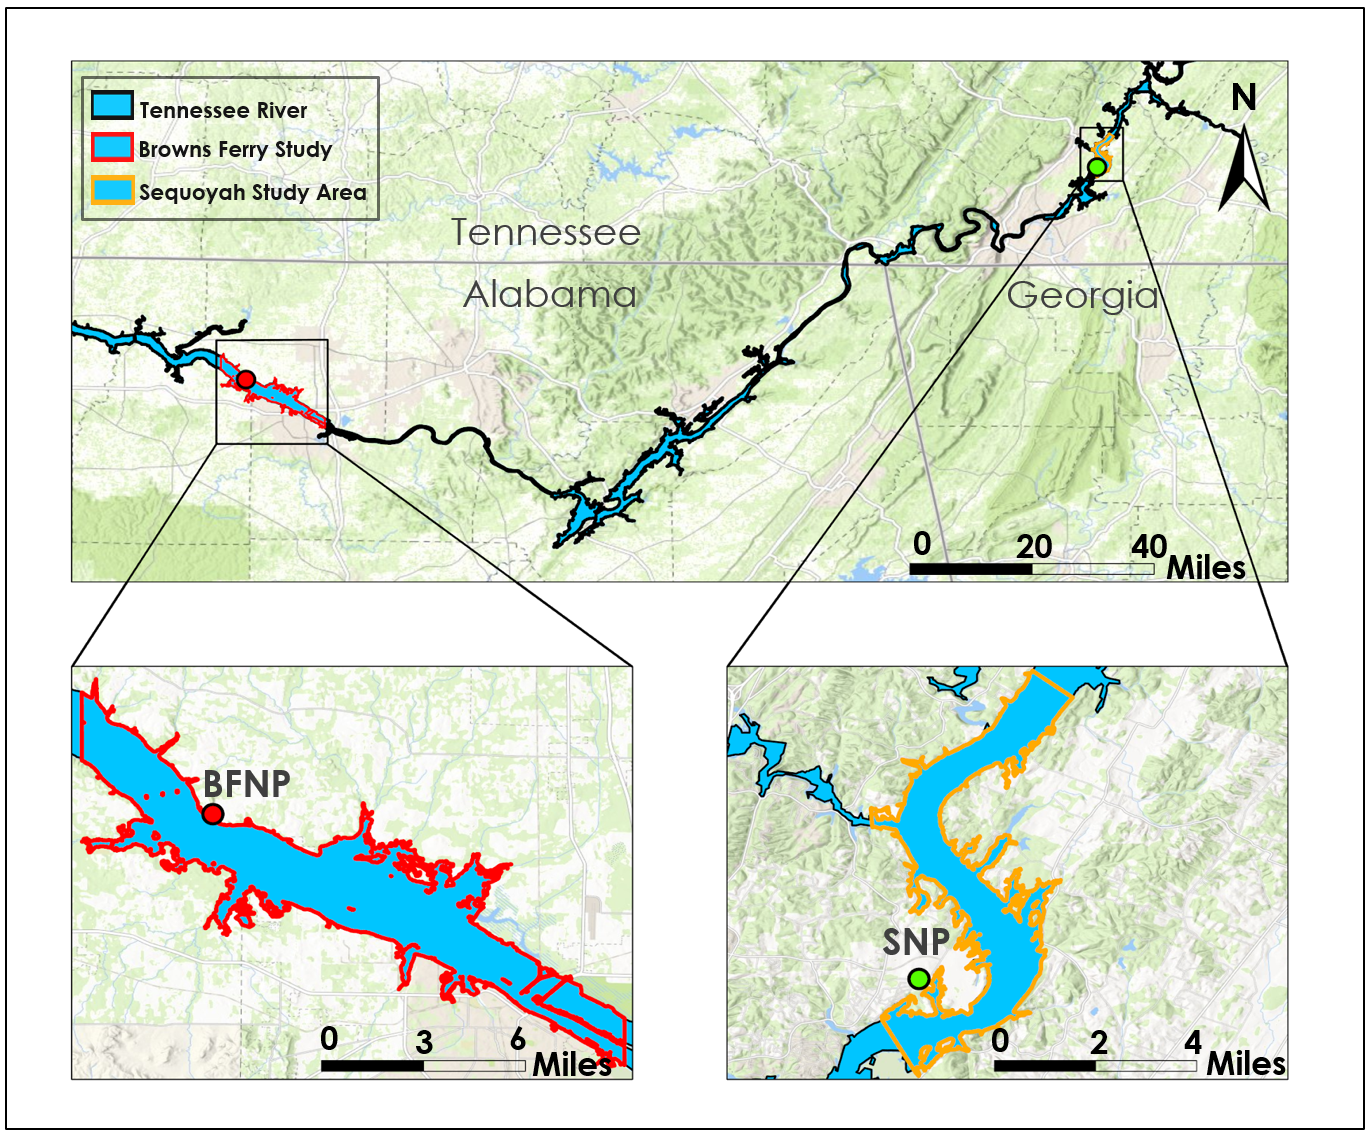 Tennessee River
Browns Ferry Study
Sequoyah Study Area
N
Tennessee
Alabama
Georgia
0 20 40
Miles
BFNP
0 3 6
Miles
SNP
0 2 4
Miles